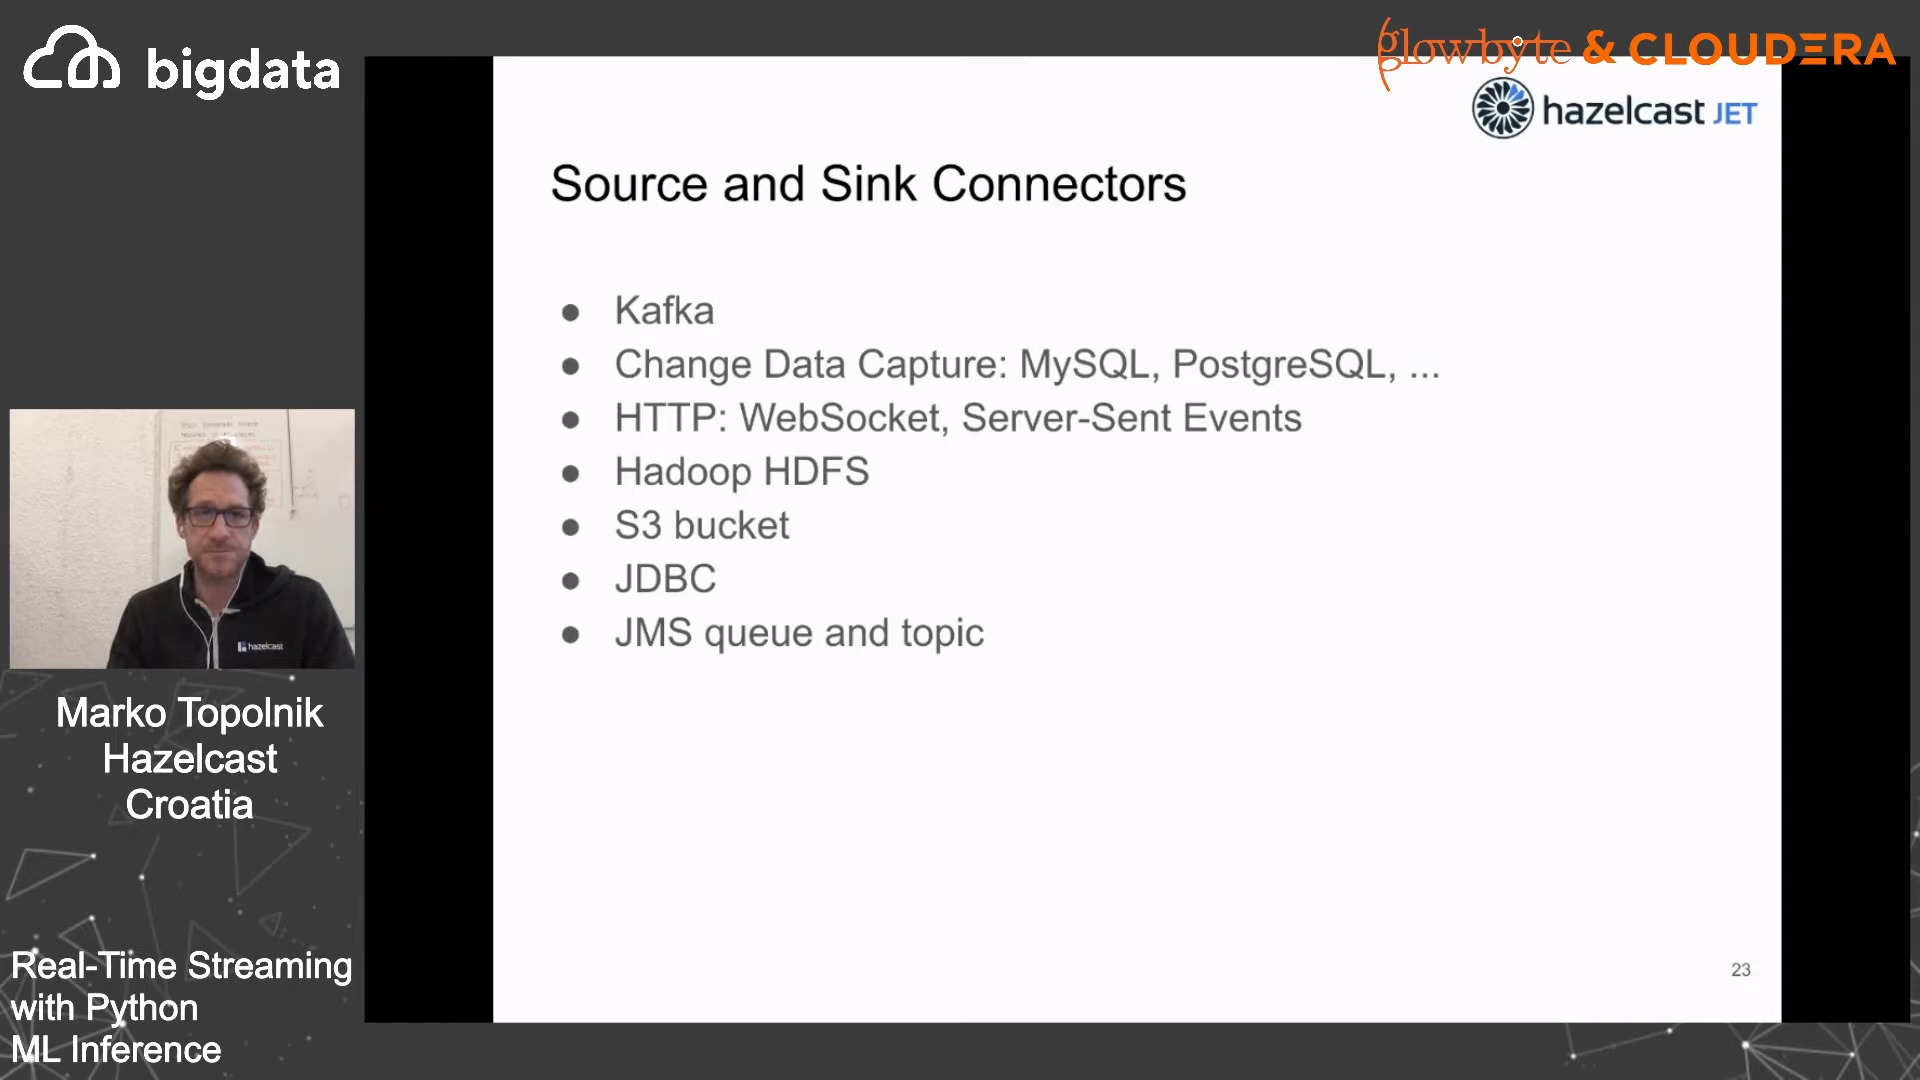 bigdata
glowbyte & CLOUDERA
hazelcast JET
Source and Sink Connectors
● Kafka
● Change Data Capture: MySQL, PostgreSQL, ...
● HTTP: WebSocket, Server-Sent Events
● Hadoop HDFS
● S3 bucket
● JDBC
● JMS queue and topic
23
hazelcast
Marko Topolnik
Hazelcast
Croatia
Real-Time Streaming
with Python
ML Inference